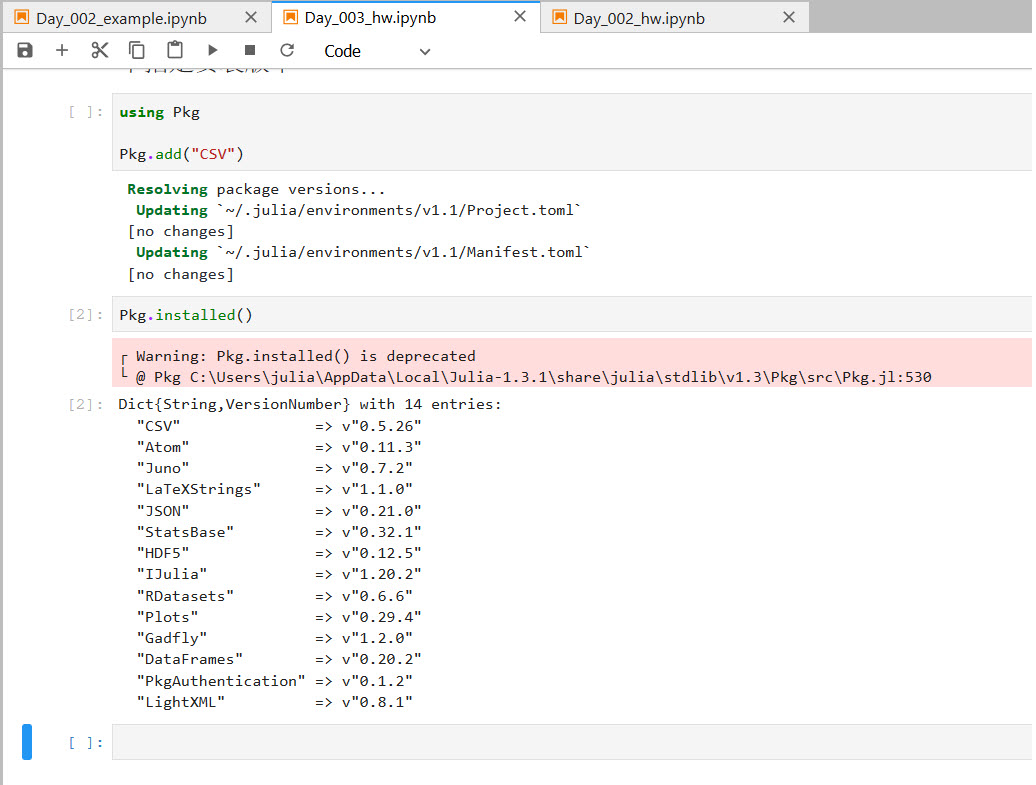 Day_002_example.ipynb
Day_003_hw.ipynb
Day_002_hw.ipynb
Code
[ ]: using Pkg
Pkg.add("CSV")
Resolving package versions...
Updating `~/.julia/environments/v1.1/Project.toml`
[no changes]
Updating `~/.julia/environments/v1.1/Manifest.toml`
[no changes]
[2]: Pkg.installed()
┌ Warning: Pkg.installed() is deprecated
└ @ Pkg C:\Users\julia\AppData\Local\Julia-1.3.1\share\julia\stdlib\v1.3\Pkg\src\Pkg.jl:530
[2]: Dict{String,VersionNumber} with 14 entries:
"CSV" => v"0.5.26"
"Atom" => v"0.11.3"
"Juno" => v"0.7.2"
"LaTeXStrings" => v"1.1.0"
"JSON" => v"0.21.0"
"StatsBase" => v"0.32.1"
"HDF5" => v"0.12.5"
"IJulia" => v"1.20.2"
"RDatasets" => v"0.6.6"
"Plots" => v"0.29.4"
"Gadfly" => v"1.2.0"
"DataFrames" => v"0.20.2"
"PkgAuthentication" => v"0.1.2"
"LightXML" => v"0.8.1"
[ ]: